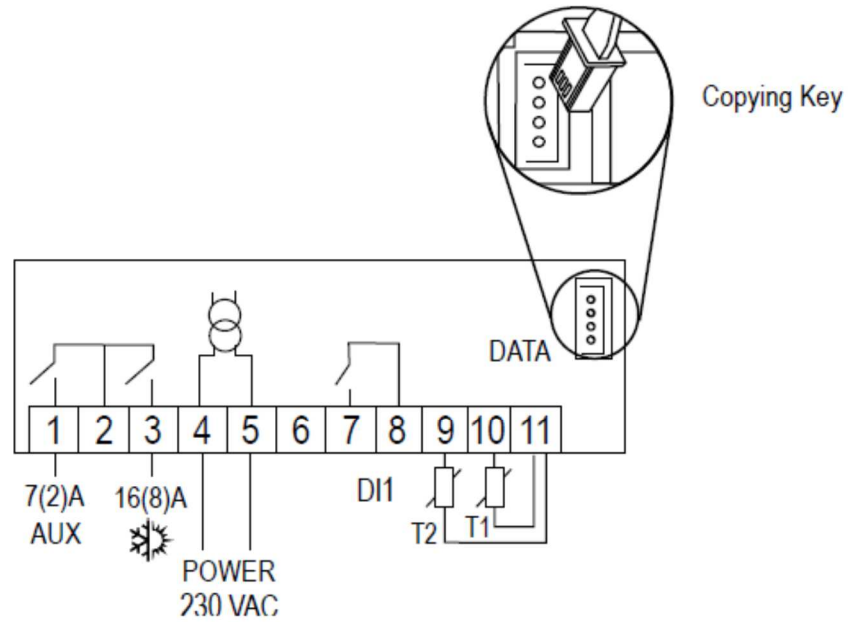 Copying Key
DATA
1 2 3 4 5 6 7 8 9 10 11
7(2)A 16(8)A DI1 T2 T1
AUX
POWER
230 VAC